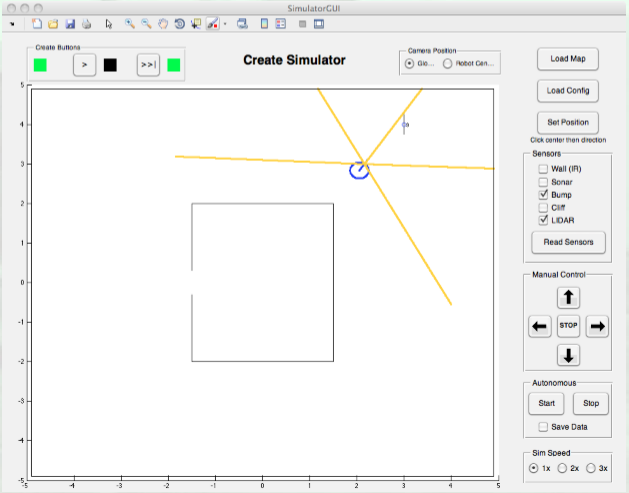 SimulatorGUI
Create Buttons
> >>|
Create Simulator
Camera Position
Glo... Robot Cen...
Load Map
Load Config
Set Position
Click center then direction
Sensors
Wall (IR)
Sonar
Bump
Cliff
LIDAR
Read Sensors
Manual Control
STOP
Autonomous
Start Stop
Save Data
Sim Speed
1x 2x 3x
5
4
3
2
1
0
-1
-2
-3
-4
-5
-5 -4 -3 -2 -1 0 1 2 3 4 5